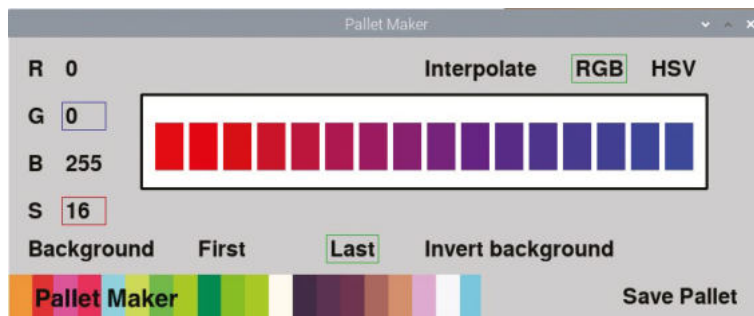 Pallet Maker
R 0 Interpolate RGB HSV
G 0
B 255
S 16
Background First Last Invert background
Pallet Maker Save Pallet